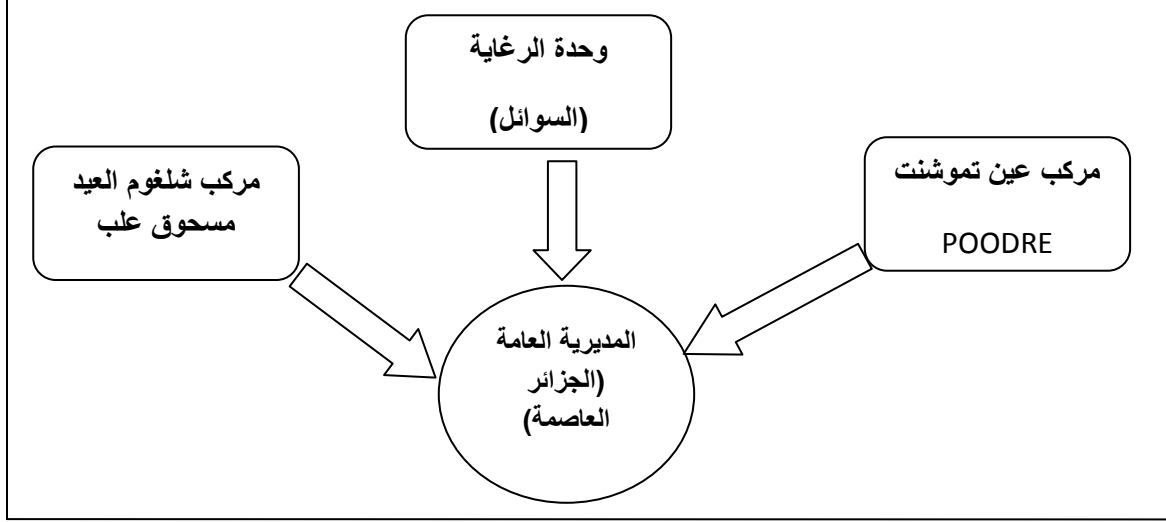 وحدة الرغاية
(السوائل)
مركب عين تموشنت
POODRE
مركب شلغوم العيد
مسحوق علب
المديرية العامة
(الجزائر
العاصمة)